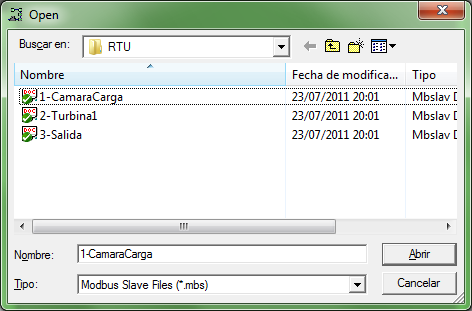 Open
Buscar en: RTU
Nombre Fecha de modifica... Tipo
1-CamaraCarga 23/07/2011 20:01 Mbslav D
2-Turbina1 23/07/2011 20:01 Mbslav D
3-Salida 23/07/2011 20:01 Mbslav D
Nombre: 1-CamaraCarga Abrir
Tipo: Modbus Slave Files (*.mbs) Cancelar